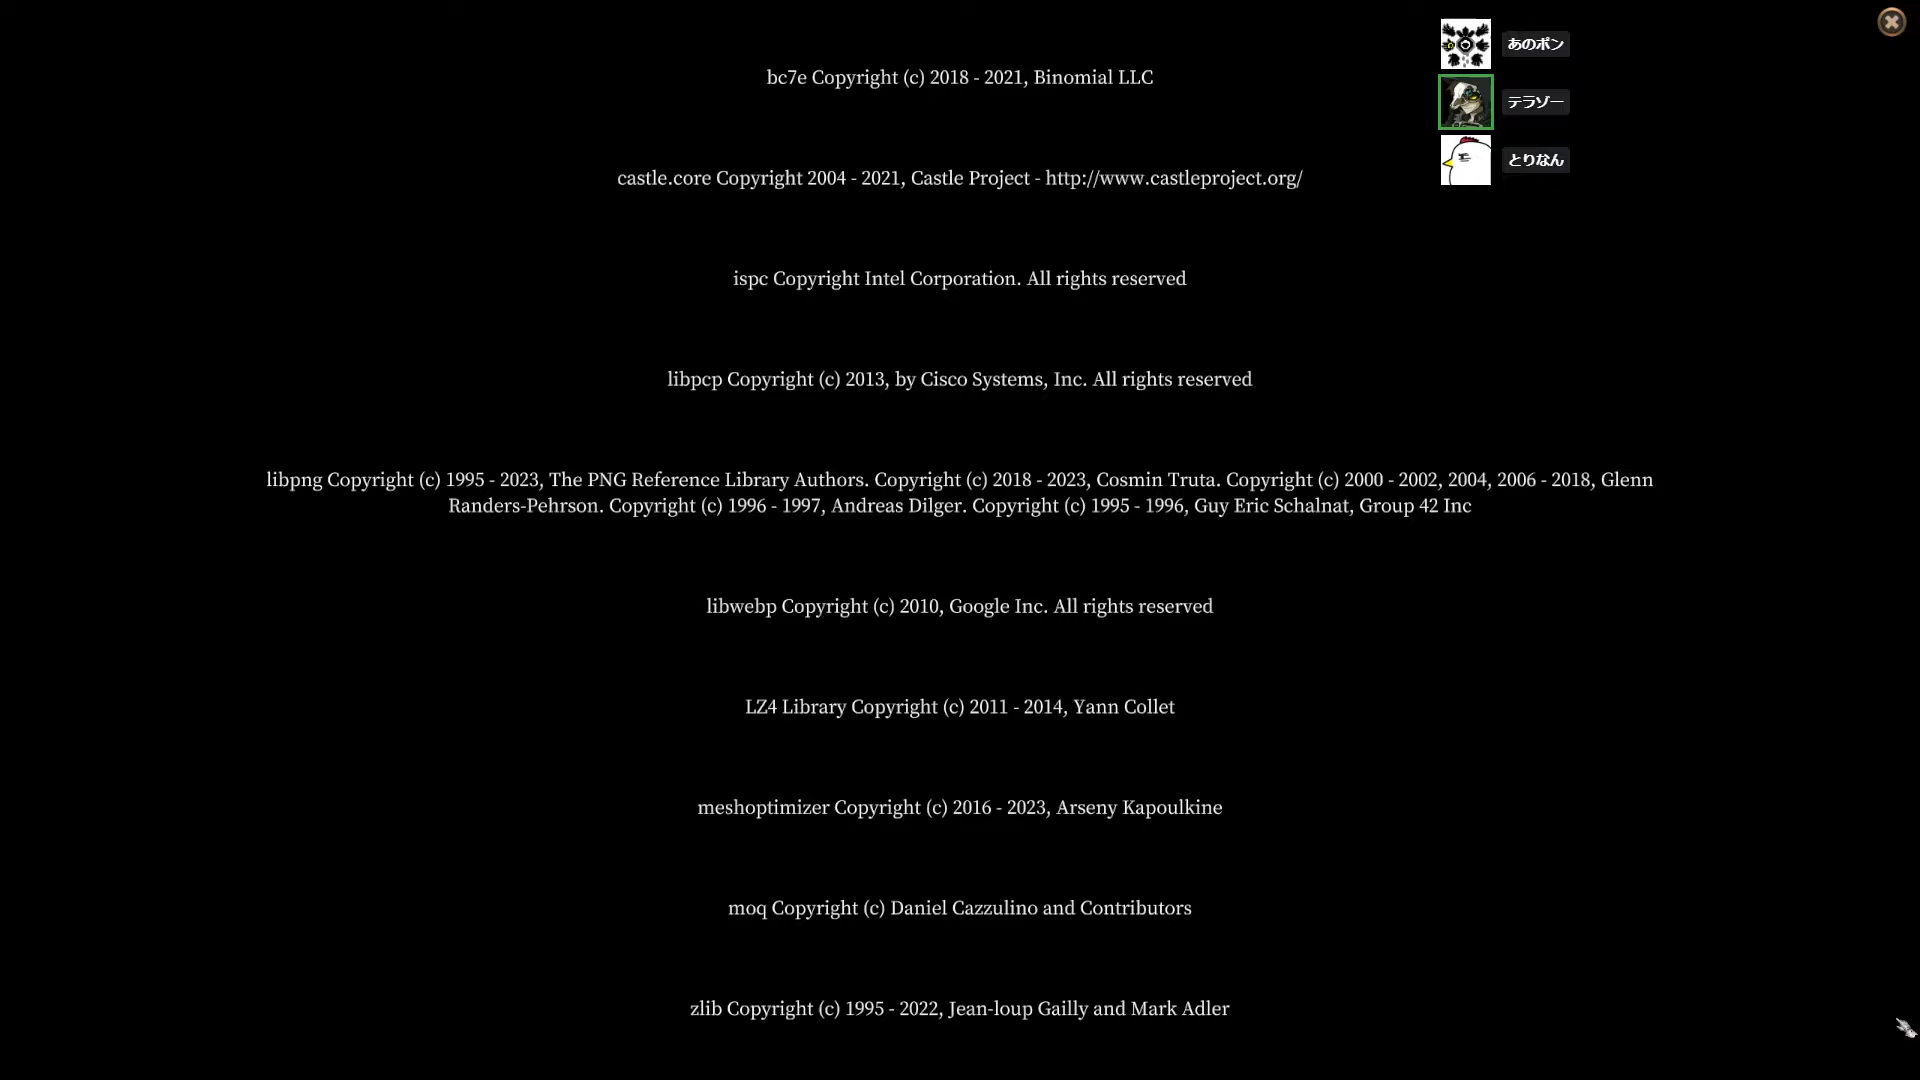 bc7e Copyright (c) 2018 - 2021, Binomial LLC
castle.core Copyright 2004 - 2021, Castle Project - http://www.castleproject.org/
ispc Copyright Intel Corporation. All rights reserved
libpcp Copyright (c) 2013, by Cisco Systems, Inc. All rights reserved
libpng Copyright (c) 1995 - 2023, The PNG Reference Library Authors. Copyright (c) 2018 - 2023, Cosmin Truta. Copyright (c) 2000 - 2002, 2004, 2006 - 2018, Glenn
Randers-Pehrson. Copyright (c) 1996 - 1997, Andreas Dilger. Copyright (c) 1995 - 1996, Guy Eric Schalnat, Group 42 Inc
libwebp Copyright (c) 2010, Google Inc. All rights reserved
LZ4 Library Copyright (c) 2011 - 2014, Yann Collet
meshoptimizer Copyright (c) 2016 - 2023, Arseny Kapoulkine
moq Copyright (c) Daniel Cazzulino and Contributors
zlib Copyright (c) 1995 - 2022, Jean-loup Gailly and Mark Adler
あのポン
テラゾー
とりなん